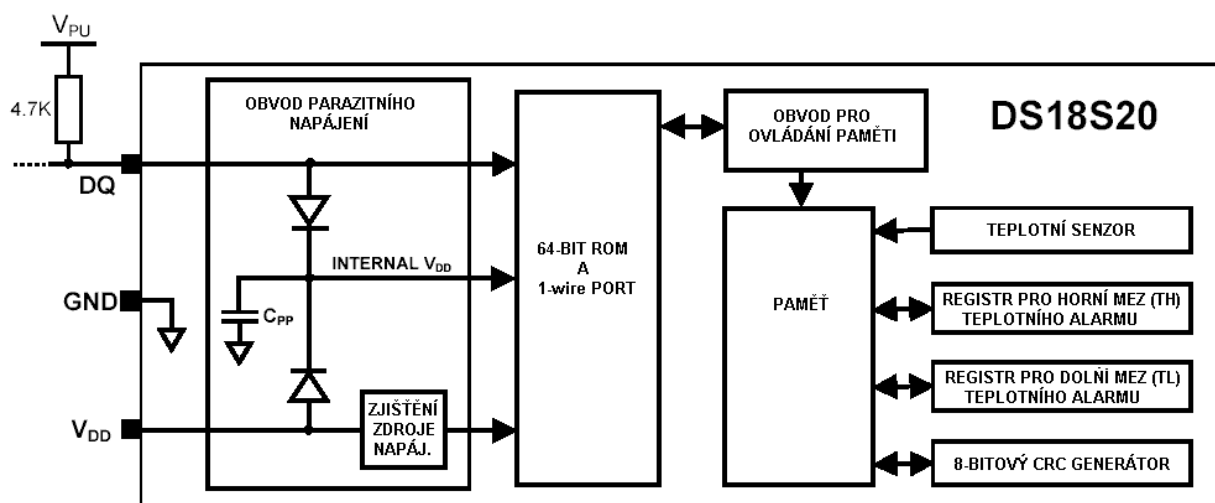 VPU
4.7K
DQ
GND
VDD
OBVOD PARAZITNÍHO
NAPÁJENÍ
INTERNAL VDD
CPP
ZJIŠŤĚNÍ
ZDROJE
NAPÁJ.
64-BIT ROM
A
1-wire PORT
OBVOD PRO
OVLÁDÁNÍ PAMĚTI
PAMĚŤ
DS18S20
TEPLOTNÍ SENZOR
REGISTR PRO HORNÍ MEZ (TH)
TEPLOTNÍHO ALARMU
REGISTR PRO DOLŇÍ MEZ (TL)
TEPLOTNÍHO ALARMU
8-BITOVÝ CRC GENERÁTOR